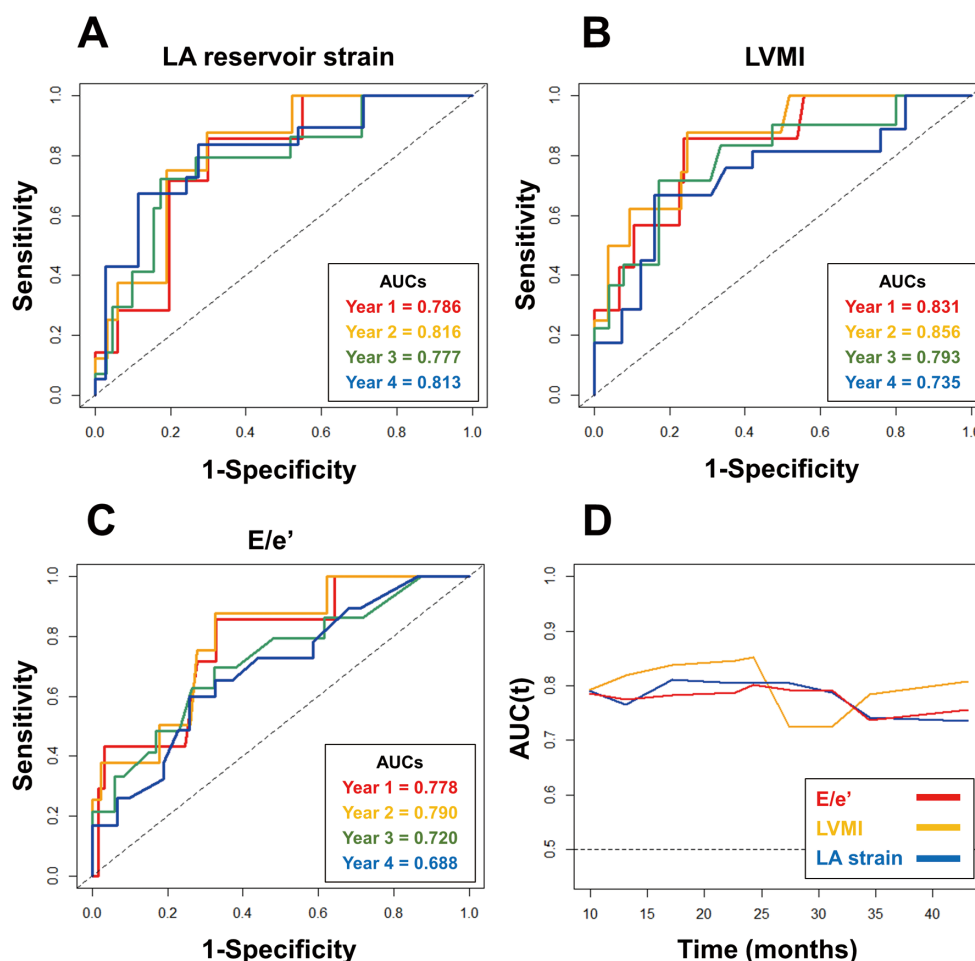 A
LA reservoir strain
Sensitivity
0.0
0.2
0.4
0.6
0.8
1.0
AUCs
Year 1 = 0.786
Year 2 = 0.816
Year 3 = 0.777
Year 4 = 0.813
0.0 0.2 0.4 0.6 0.8 1.0
1-Specificity
B
LVMI
Sensitivity
0.0
0.2
0.4
0.6
0.8
1.0
AUCs
Year 1 = 0.831
Year 2 = 0.856
Year 3 = 0.793
Year 4 = 0.735
0.0 0.2 0.4 0.6 0.8 1.0
1-Specificity
C
E/e’
Sensitivity
0.0
0.2
0.4
0.6
0.8
1.0
AUCs
Year 1 = 0.778
Year 2 = 0.790
Year 3 = 0.720
Year 4 = 0.688
0.0 0.2 0.4 0.6 0.8 1.0
1-Specificity
D
AUC(t)
0.5
0.6
0.7
0.8
0.9
1.0
E/e’
LVMI
LA strain
10 15 20 25 30 35 40
Time (months)